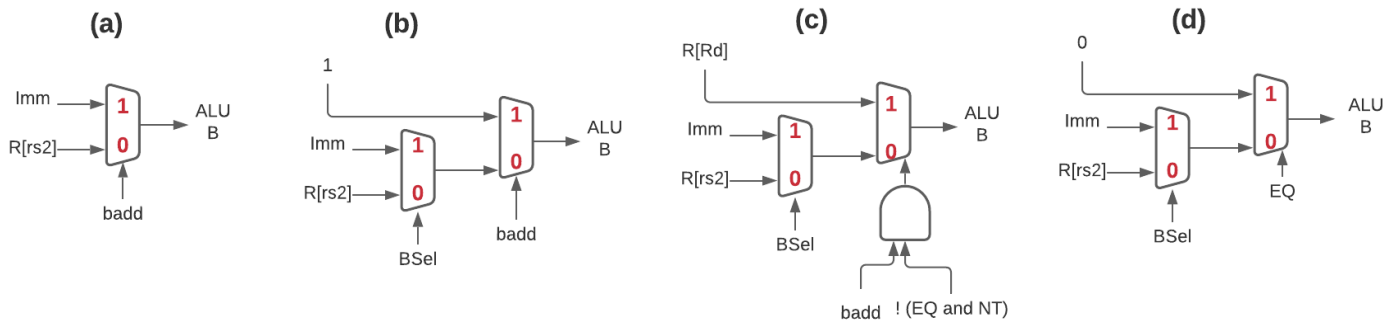 (a)
Imm
1
R[rs2]
0
ALU
B
badd
(b)
1
Imm
1
1
R[rs2]
0
0
ALU
B
BSel
badd
(c)
R[Rd]
1
Imm
1
0
R[rs2]
0
ALU
B
BSel
badd ! (EQ and NT)
(d)
0
1
Imm
1
0
R[rs2]
0
ALU
B
EQ
BSel